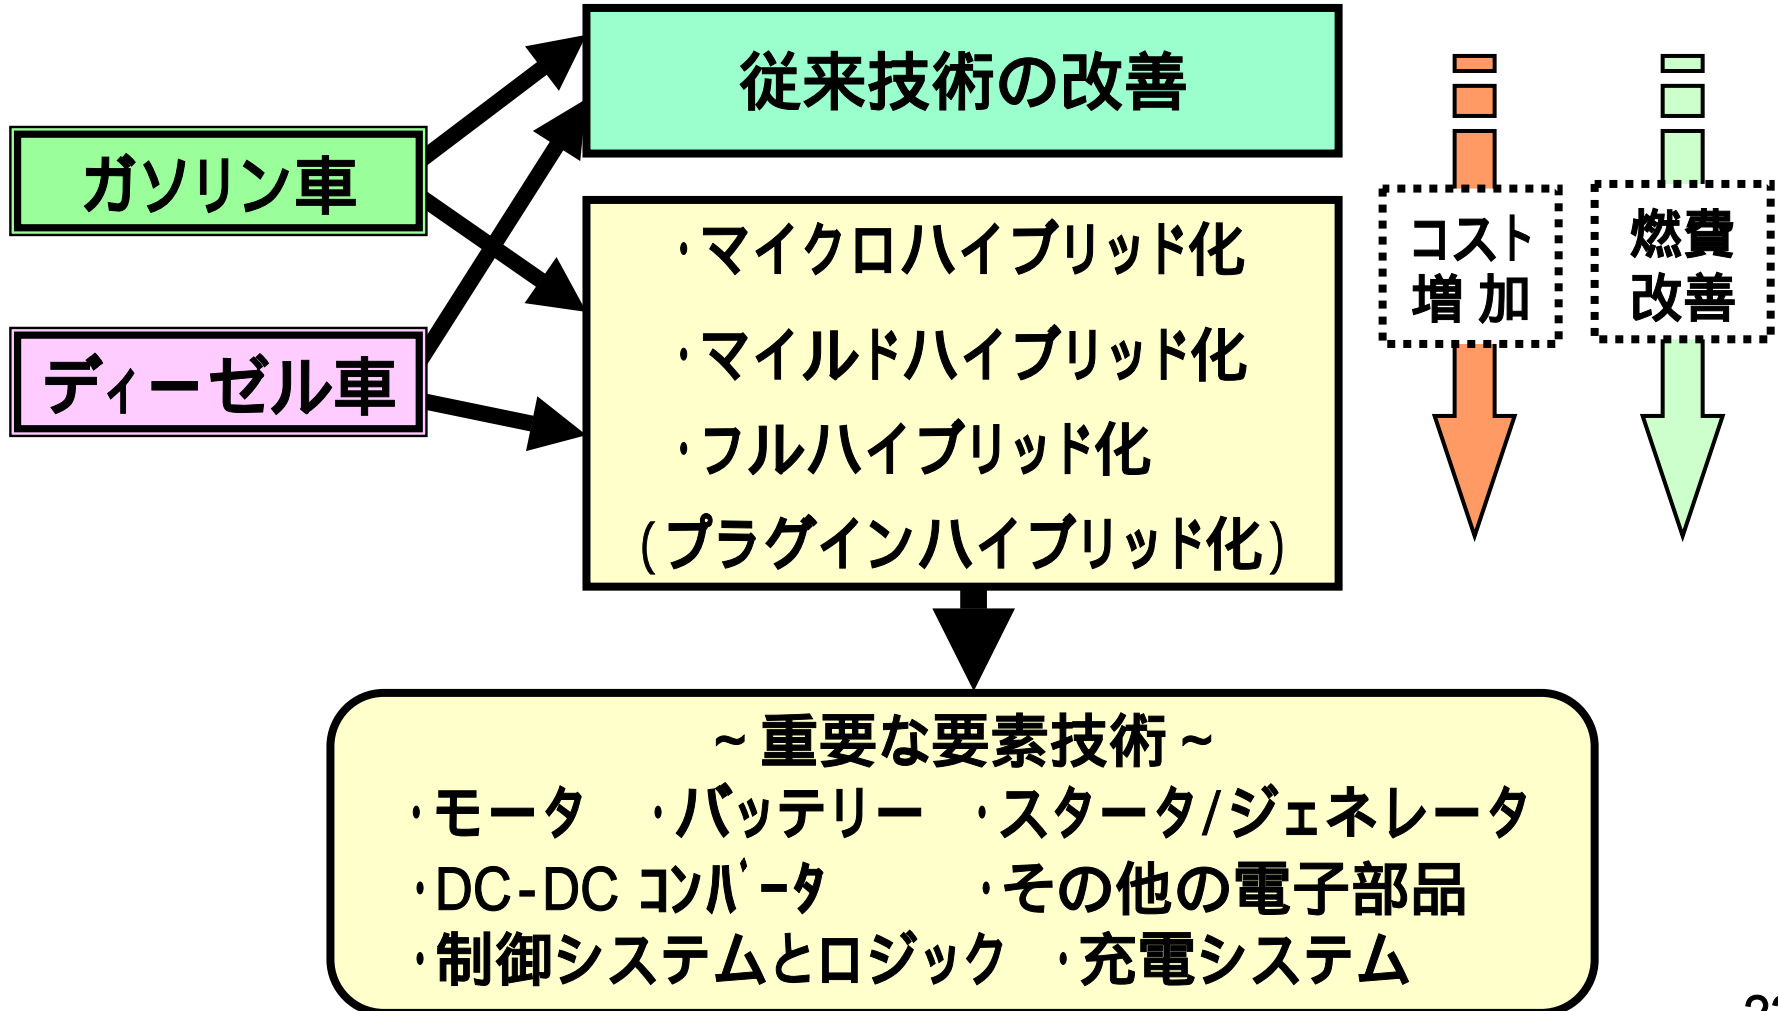 従来技術の改善
ガソリン車
ディーゼル車
・マイクロハイブリッド化
・マイルドハイブリッド化
・フルハイブリッド化
(プラグインハイブリッド化)
コスト
増加
燃費
改善
~重要な要素技術~
・モータ ・バッテリー ・スタータ/ジェネレータ
・DC-DC コンバータ ・その他の電子部品
・制御システムとロジック ・充電システム